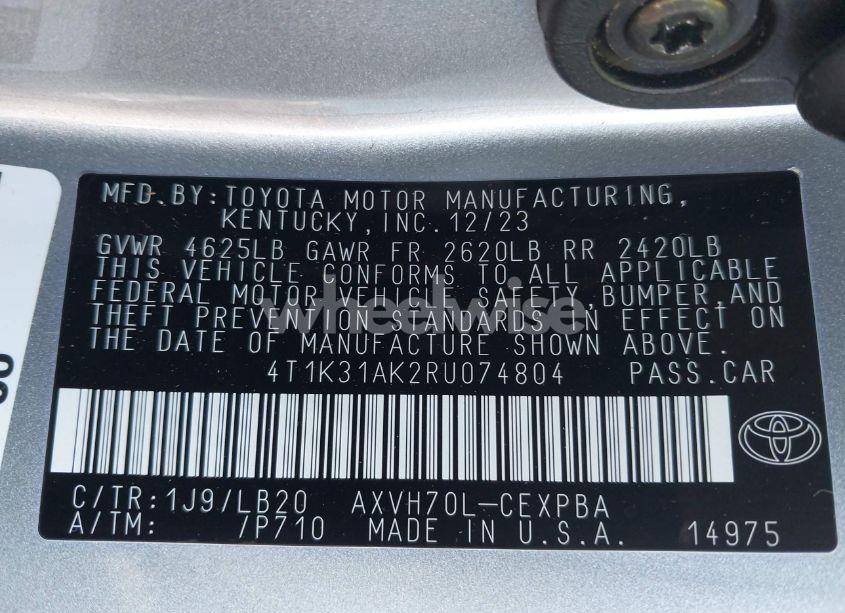 MFD.BY:TOYOTA MOTOR MANUFACTURING,
KENTUCKY,INC.12/23
GVWR 4625LB GAWR FR 2620LB RR 2420LB
THIS VEHICLE CONFORMS TO ALL APPLICABLE
FEDERAL MOTOR VEHICLE SAFETY,BUMPER,AND
THEFT PREVENTION STANDARDS IN EFFECT ON
THE DATE OF MANUFACTURE SHOWN ABOVE.
wheelwise
4T1K31AK2RU074804 PASS.CAR
C/TR:1J9/LB20 AXVH70L-CEXPBA
A/TM: /P710 MADE IN U.S.A. 14975